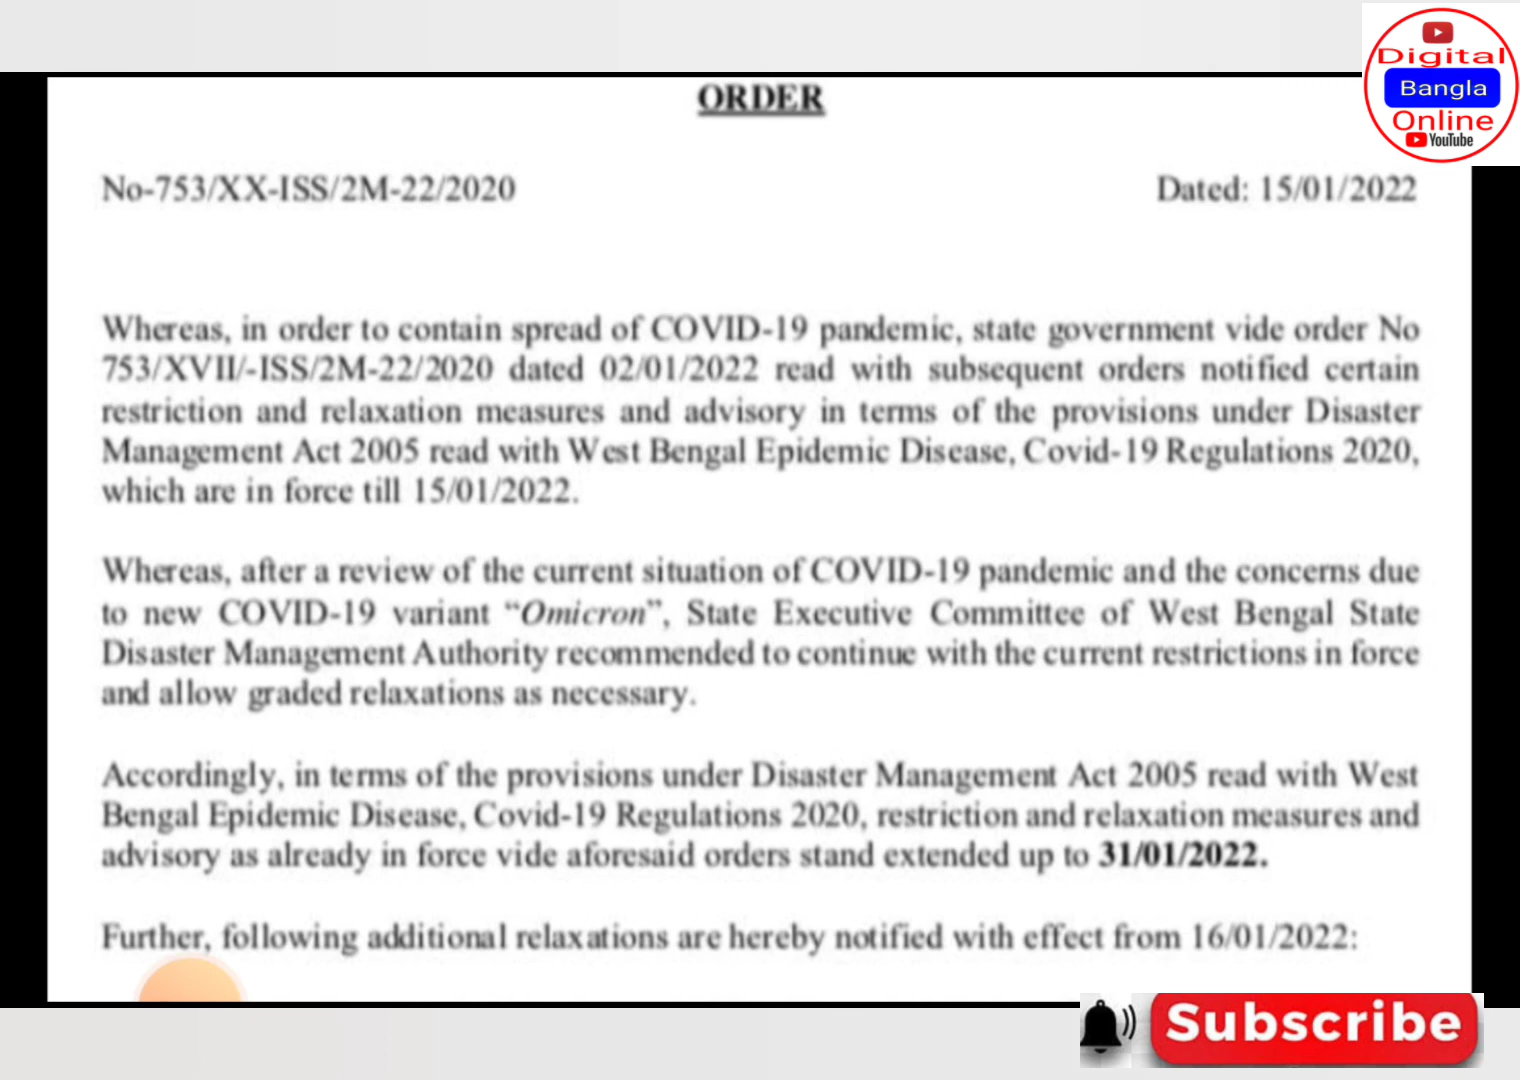 Digital
Bangla
Online
YouTube
ORDER
No-753/XX-ISS/2M-22/2020 Dated: 15/01/2022
Whereas, in order to contain spread of COVID-19 pandemic, state government vide order No
753/XVII/-ISS/2M-22/2020 dated 02/01/2022 read with subsequent orders notified certain
restriction and relaxation measures and advisory in terms of the provisions under Disaster
Management Act 2005 read with West Bengal Epidemic Disease, Covid-19 Regulations 2020,
which are in force till 15/01/2022.
Whereas, after a review of the current situation of COVID-19 pandemic and the concerns due
to new COVID-19 variant “Omicron”, State Executive Committee of West Bengal State
Disaster Management Authority recommended to continue with the current restrictions in force
and allow graded relaxations as necessary.
Accordingly, in terms of the provisions under Disaster Management Act 2005 read with West
Bengal Epidemic Disease, Covid-19 Regulations 2020, restriction and relaxation measures and
advisory as already in force vide aforesaid orders stand extended up to 31/01/2022.
Further, following additional relaxations are hereby notified with effect from 16/01/2022:
Subscribe